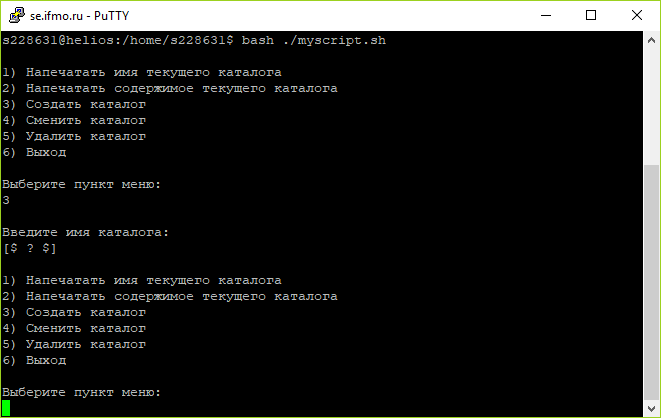 se.ifmo.ru - PuTTY
s228631@helios:/home/s228631$ bash ./myscript.sh
1) Напечатать имя текущего каталога
2) Напечатать содержимое текущего каталога
3) Создать каталог
4) Сменить каталог
5) Удалить каталог
6) Выход
Выберите пункт меню:
3
Введите имя каталога:
[$ ? $]
1) Напечатать имя текущего каталога
2) Напечатать содержимое текущего каталога
3) Создать каталог
4) Сменить каталог
5) Удалить каталог
6) Выход
Выберите пункт меню: